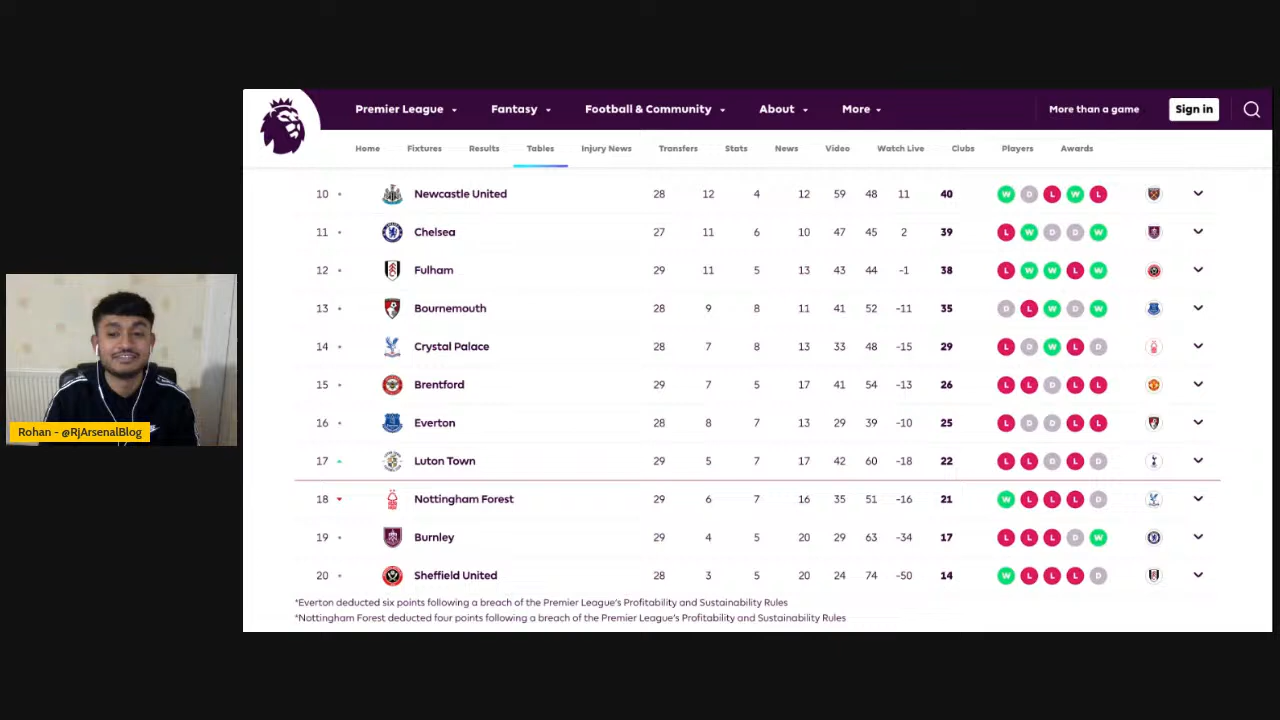 Premier League Fantasy Football & Community About More More than a game Sign in
Home Fixtures Results Tables Injury News Transfers Stats News Video Watch Live Clubs Players Awards
10 Newcastle United 28 12 4 12 59 48 11 40 W D L W L
11 Chelsea 27 11 6 10 47 45 2 39 L W D D W
12 Fulham 29 11 5 13 43 44 -1 38 L W W L W
13 Bournemouth 28 9 8 11 41 52 -11 35 D L W D W
14 Crystal Palace 28 7 8 13 33 48 -15 29 L D W L D
15 Brentford 29 7 5 17 41 54 -13 26 L L D L L
16 Everton 28 8 7 13 29 39 -10 25 L D D L L
17 Luton Town 29 5 7 17 42 60 -18 22 L L D L D
18 Nottingham Forest 29 6 7 16 35 51 -16 21 W L L L D
19 Burnley 29 4 5 20 29 63 -34 17 L L L D W
20 Sheffield United 28 3 5 20 24 74 -50 14 W L L L D
*Everton deducted six points following a breach of the Premier League's Profitability and Sustainability Rules
*Nottingham Forest deducted four points following a breach of the Premier League's Profitability and Sustainability Rules
Rohan - @RjArsenalBlog